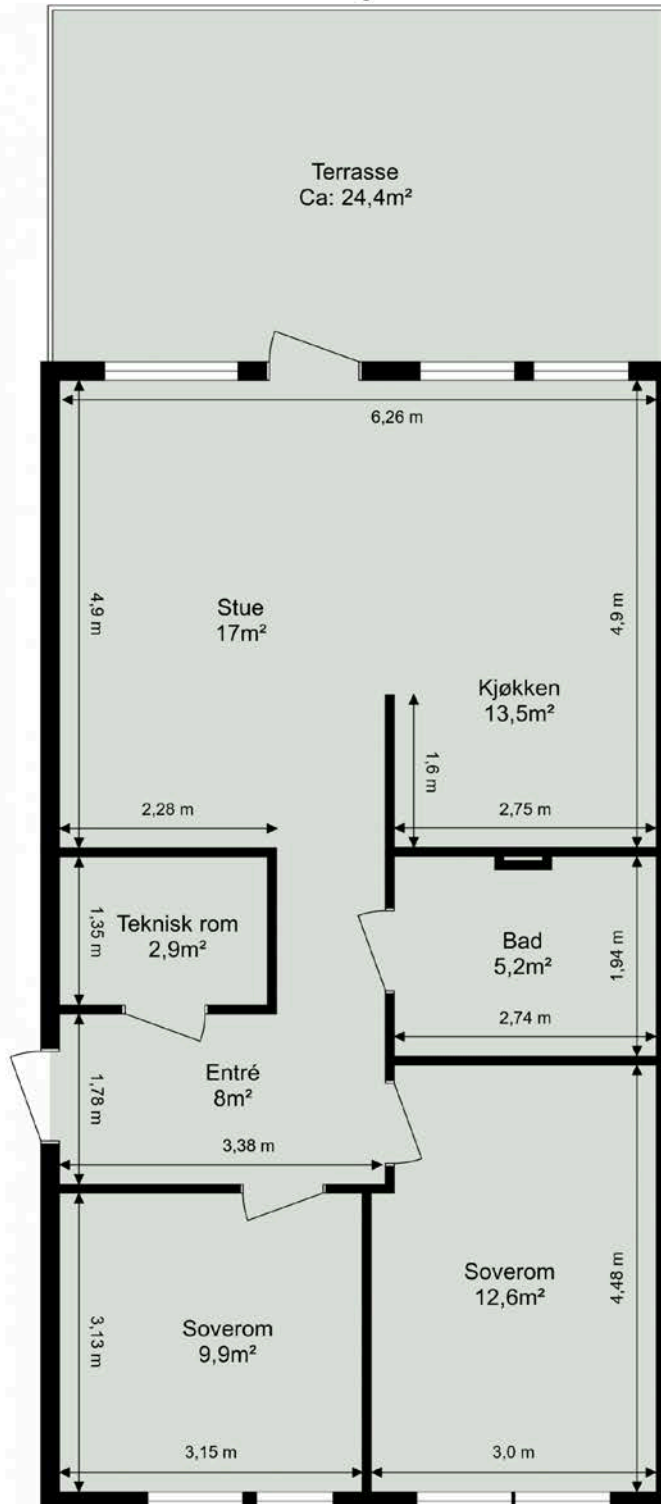 Terrasse
Ca: 24,4m²
6,26 m
4,9 m
Stue
17m²
4,9 m
Kjøkken
13,5m²
1,6 m
2,28 m
2,75 m
1,35 m
Teknisk rom
2,9m²
Bad
5,2m²
1,94 m
2,74 m
1,78 m
Entré
8m²
3,38 m
Soverom
12,6m²
4,48 m
3,13 m
Soverom
9,9m²
3,15 m
3,0 m